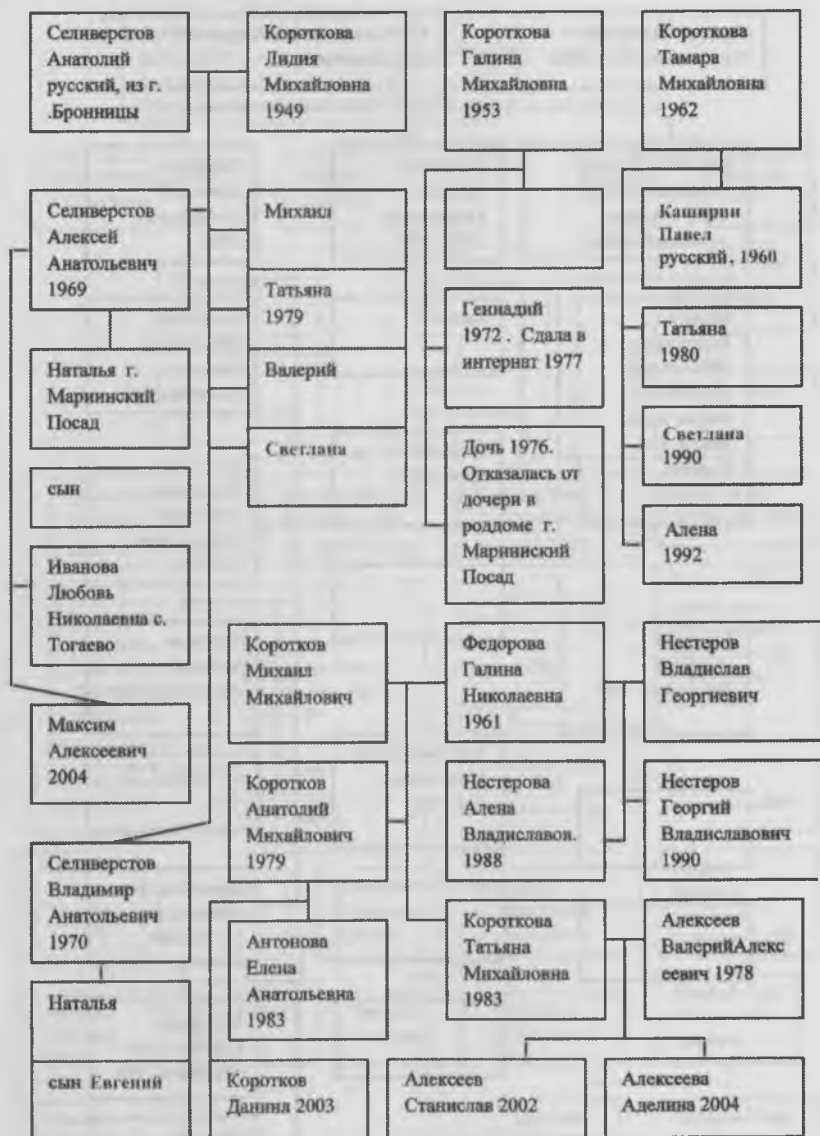 Селиверстов
Анатолий
русский, из г.
.Бронницы
Короткова
Лидия
Михайловна
1949
Короткова
Галина
Михайловна
1953
Короткова
Тамара
Михайловна
1962
Селиверстов
Алексей
Анатольевич
1969
Михаил
Татьяна
1979
Валерий
Светлана
Геннадий
1972 . Сдала в
интернат 1977
Дочь 1976.
Отказалась от
дочери в
роддоме г.
Мариинский
Посад
Каширин
Павел
русский, 1960
Татьяна
1980
Светлана
1990
Алена
1992
Наталья г.
Мариинский
Посад
сын
Иванова
Любовь
Николаевна с.
Тогаево
Максим
Алексеевич
2004
Коротков
Михаил
Михайлович
Федорова
Галина
Николаевна
1961
Нестеров
Владислав
Георгиевич
Коротков
Анатолий
Михайлович
1979
Нестерова
Алена
Владиславов.
1988
Нестеров
Георгий
Владиславович
1990
Селиверстов
Владимир
Анатольевич
1970
Антонова
Елена
Анатольевна
1983
Короткова
Татьяна
Михайловна
1983
Алексеев
ВалерийАлекс
еевич 1978
Наталья
сын Евгений
Коротков
Данил 2003
Алексеев
Станислав 2002
Алексеева
Аделина 2004